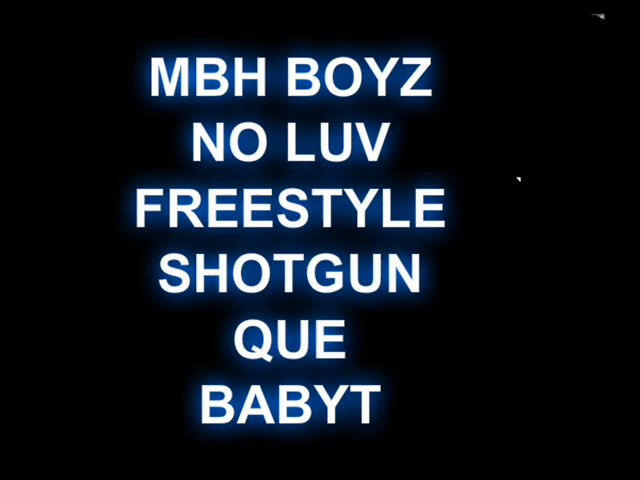 MBH BOYZ
NO LUV
FREESTYLE
SHOTGUN
QUE
BABYT